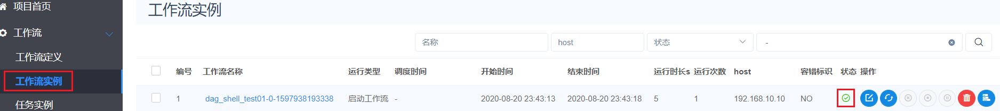 项目首页
工作流实例
工作流
名称 host 状态 -
工作流定义
编号 工作流名称 运行类型 调度时间 开始时间 结束时间 运行时长s 运行次数 host 容错标识 状态 操作
工作流实例
1 dag_shell_test01-0-1597938193338 启动工作流 - 2020-08-20 23:43:13 2020-08-20 23:43:18 5 1 192.168.10.10 NO
任务实例